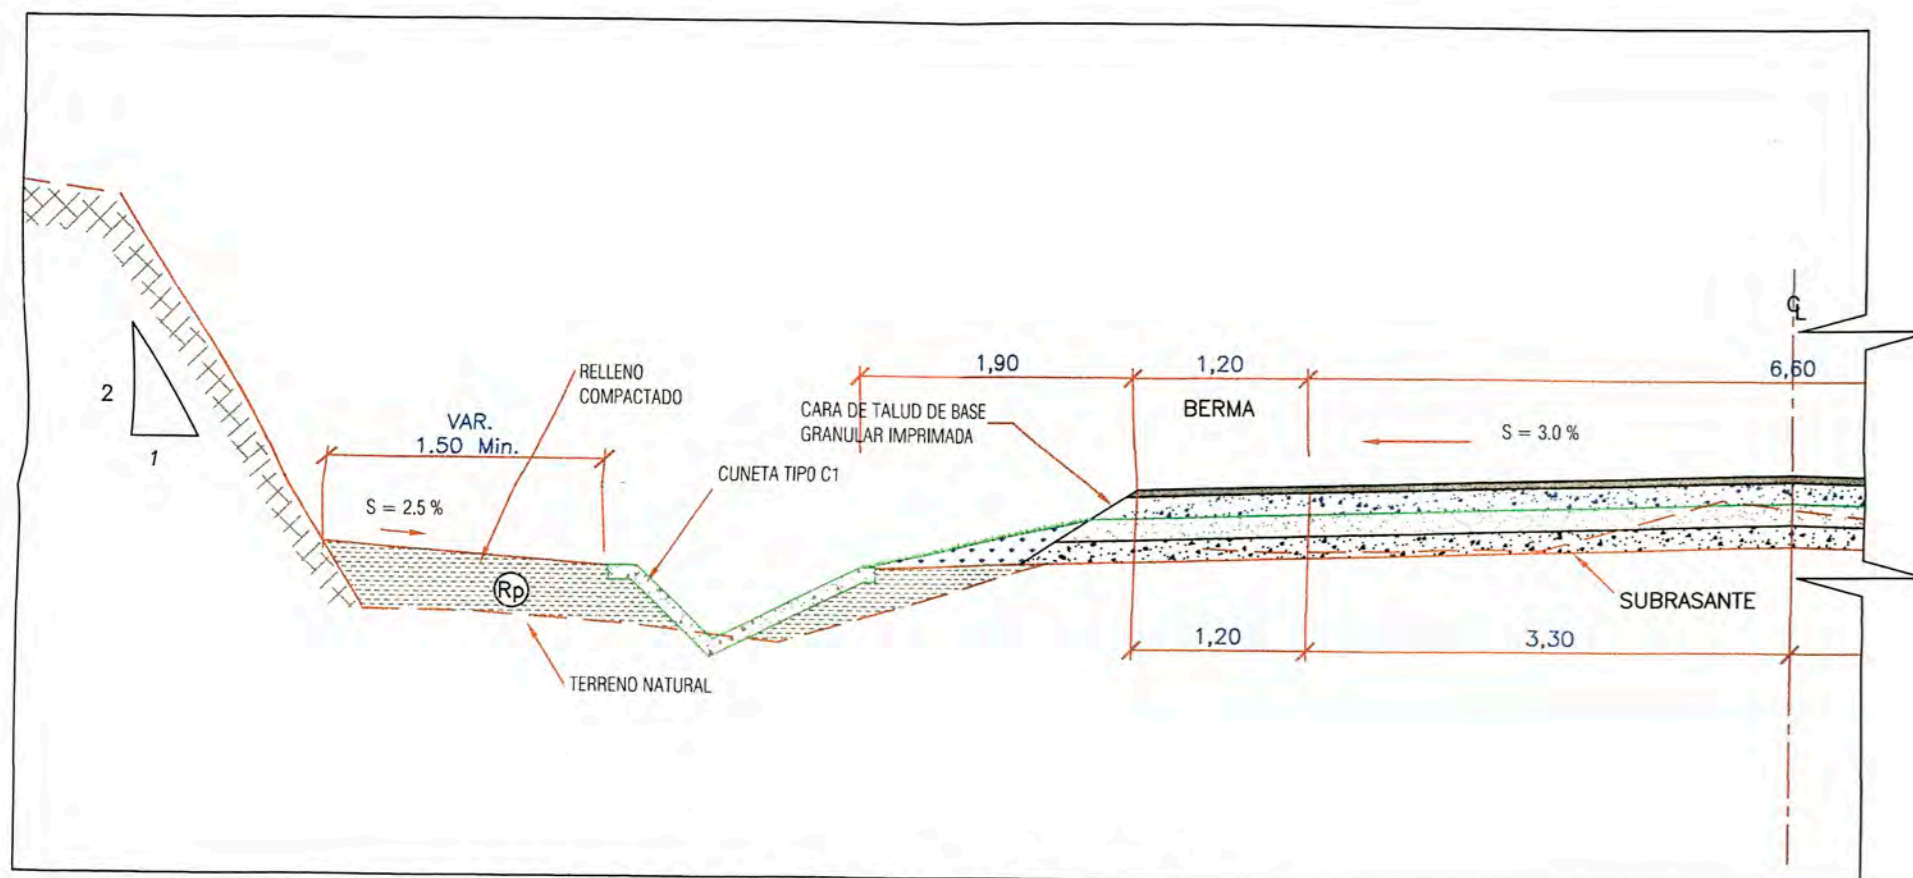 ℄
1,90
1,20
6,60
RELLENO
COMPACTADO
2
1
VAR.
1.50 Min.
CARA DE TALUD DE BASE
GRANULAR IMPRIMADA
BERMA
S = 3.0 %
CUNETA TIPO C1
S = 2.5 %
Rp
SUBRASANTE
1,20
3,30
TERRENO NATURAL